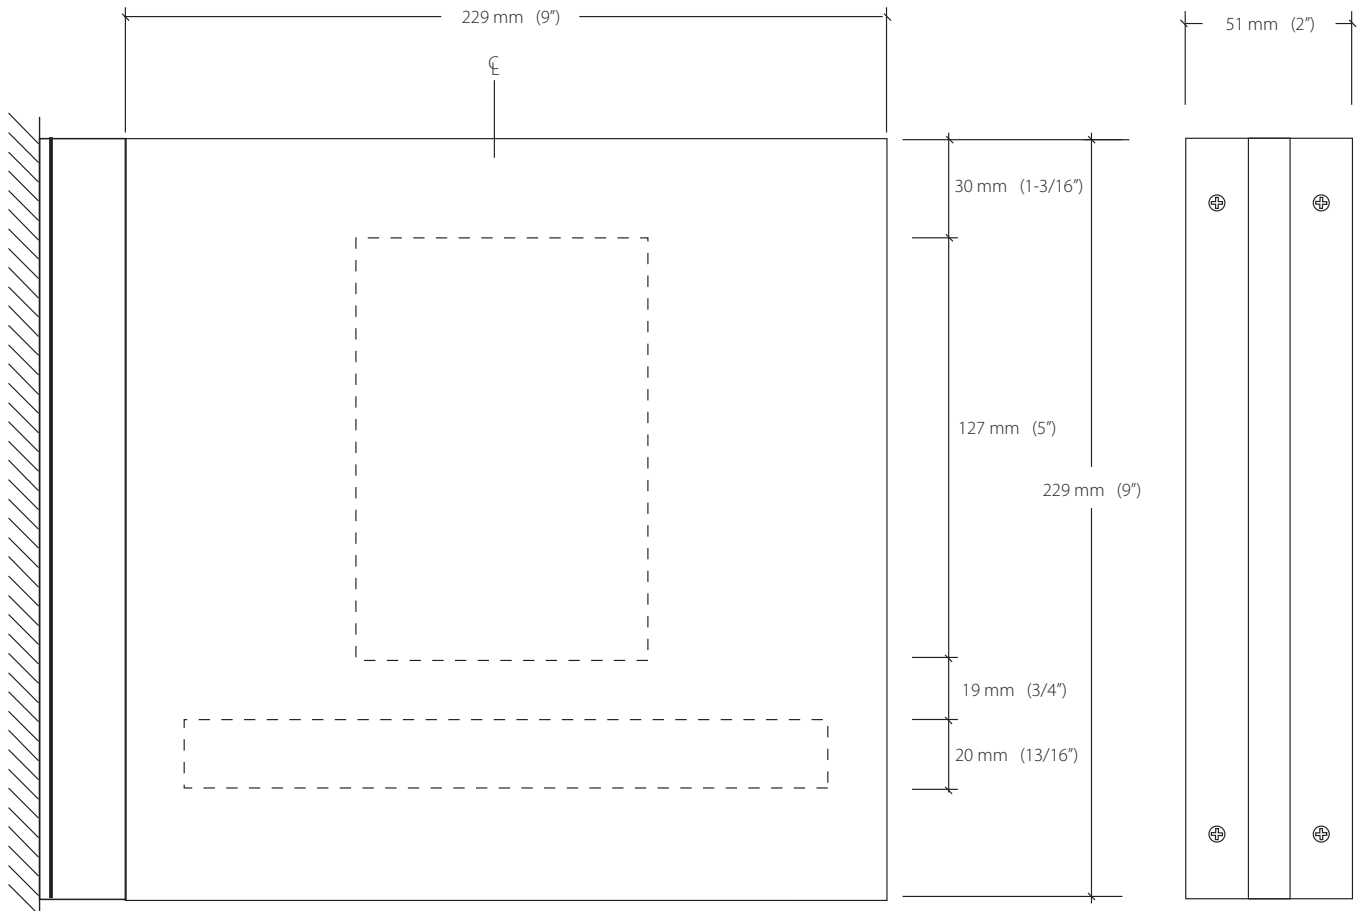 229 mm (9")
51 mm (2")
℄
30 mm (1-3/16")
127 mm (5")
229 mm (9")
19 mm (3/4")
20 mm (13/16")